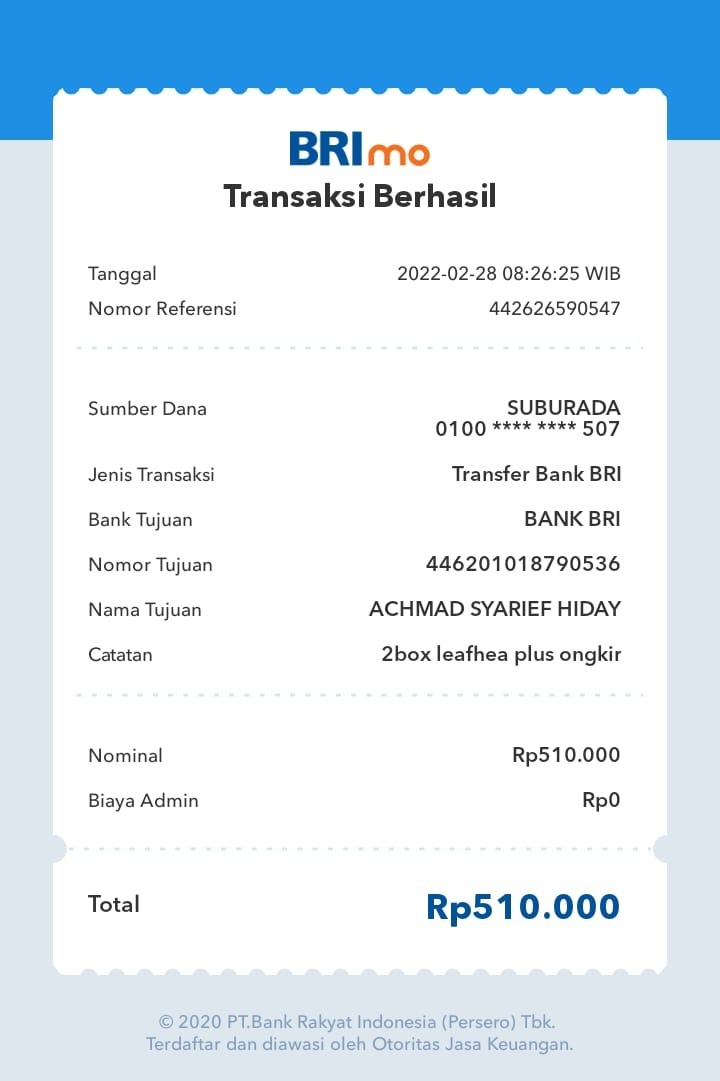 BRImo
Transaksi Berhasil
Tanggal 2022-02-28 08:26:25 WIB
Nomor Referensi 442626590547
Sumber Dana SUBURADA
0100 **** **** 507
Jenis Transaksi Transfer Bank BRI
Bank Tujuan BANK BRI
Nomor Tujuan 446201018790536
Nama Tujuan ACHMAD SYARIEF HIDAY
Catatan 2box leafhea plus ongkir
Nominal Rp510.000
Biaya Admin Rp0
Total Rp510.000
© 2020 PT.Bank Rakyat Indonesia (Persero) Tbk.
Terdaftar dan diawasi oleh Otoritas Jasa Keuangan.